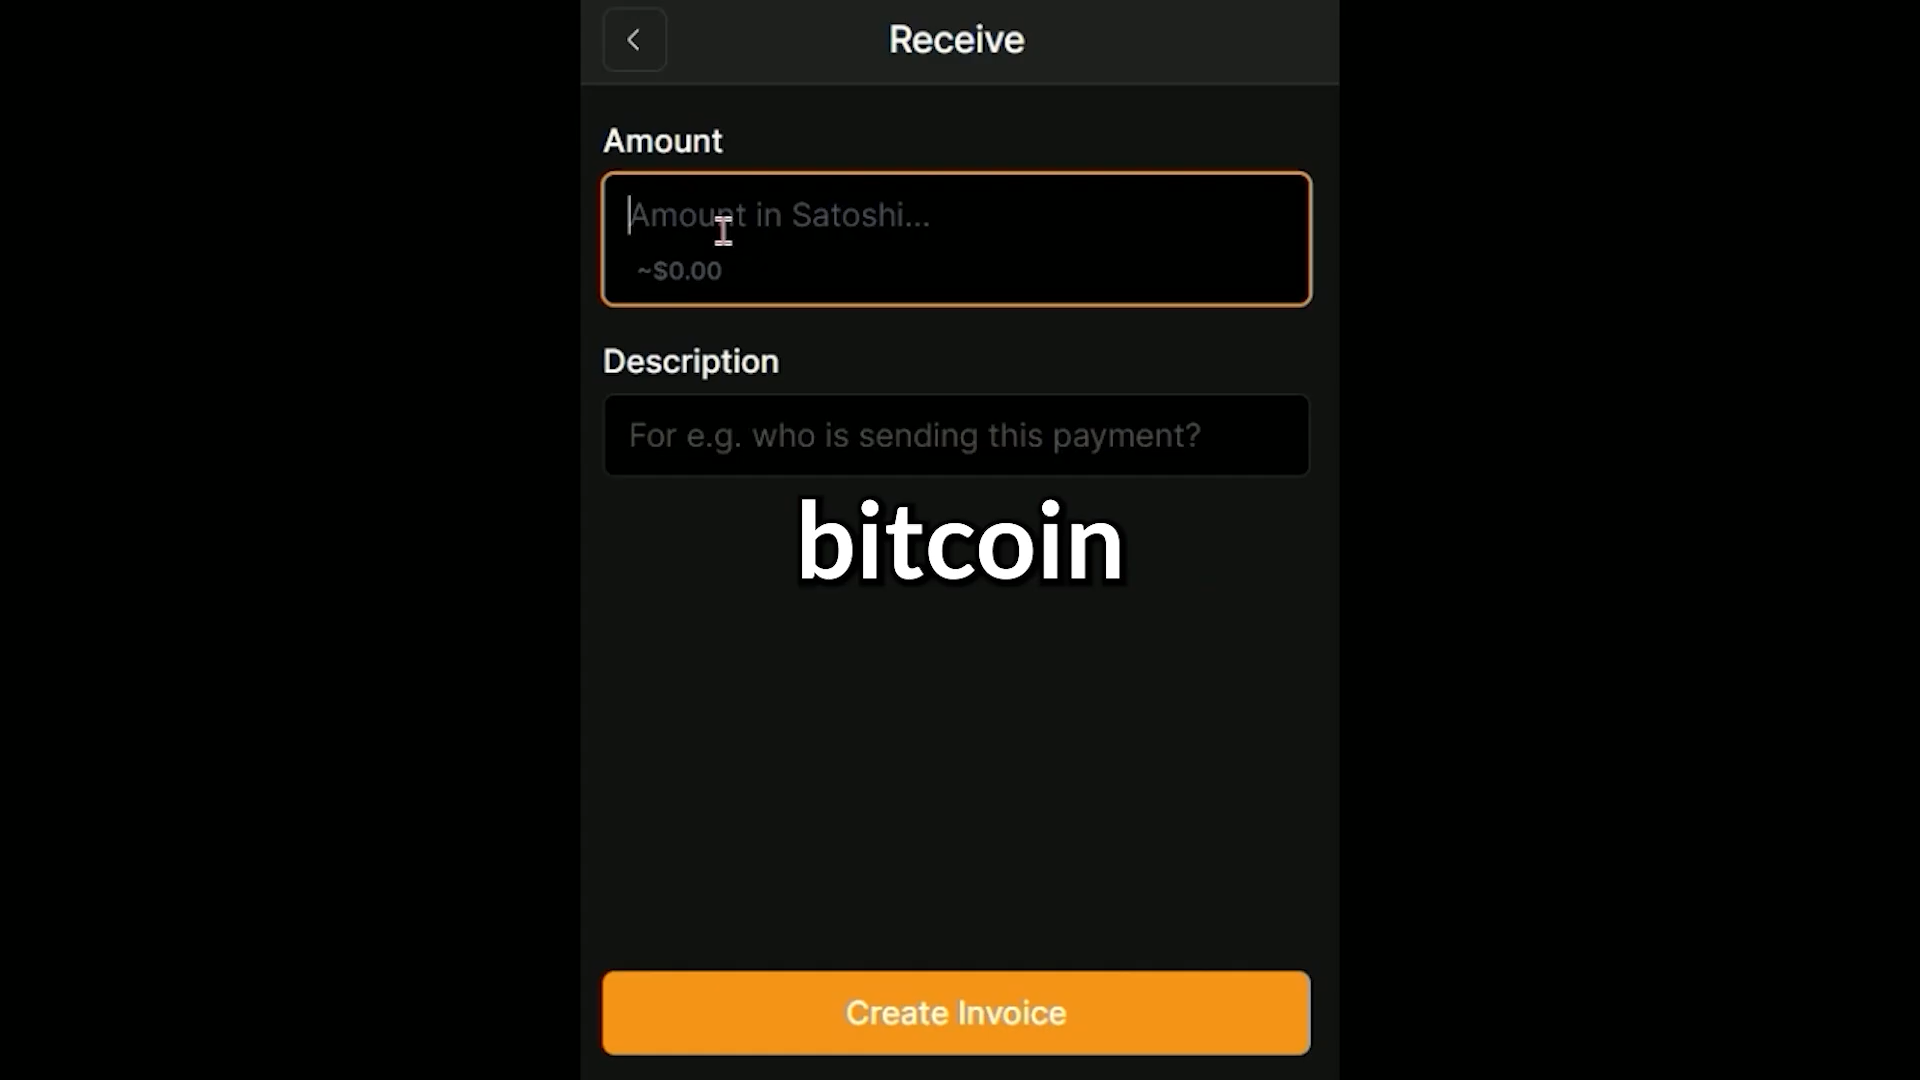 Receive
Amount
Amount in Satoshi...
~$0.00
Description
For e.g. who is sending this payment?
bitcoin
Create Invoice